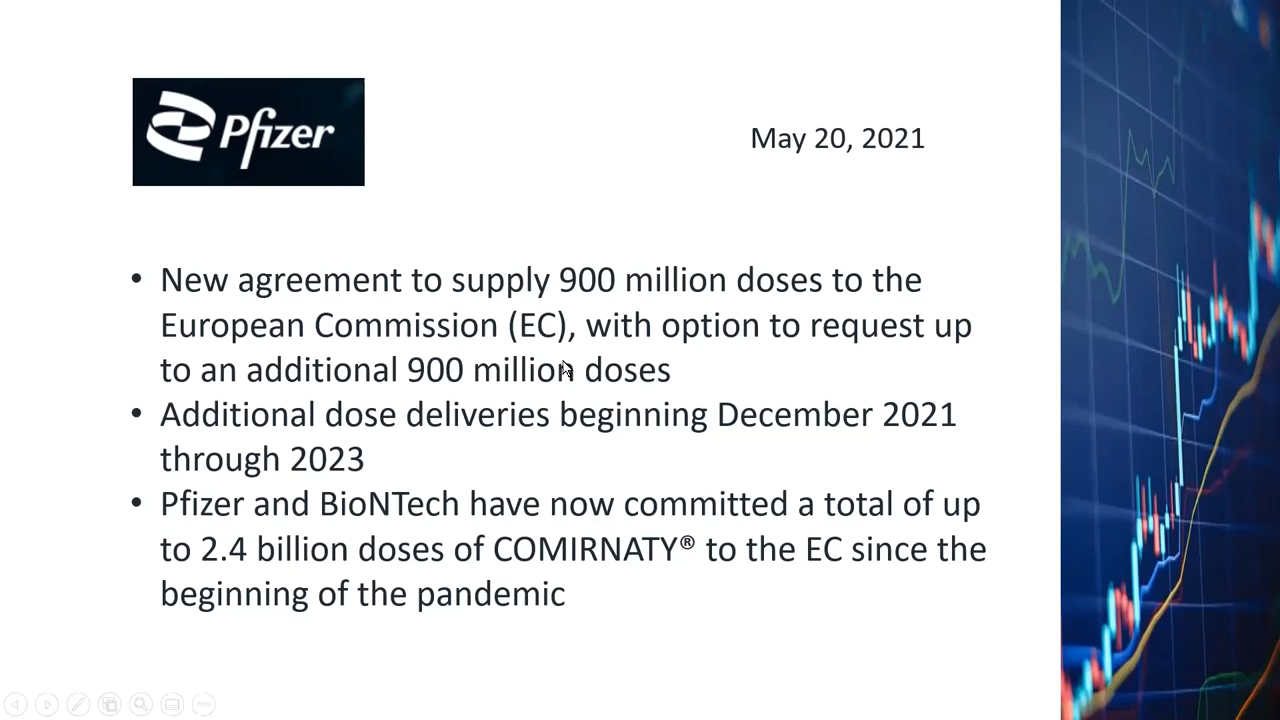 Pfizer
May 20, 2021
• New agreement to supply 900 million doses to the
European Commission (EC), with option to request up
to an additional 900 million doses
• Additional dose deliveries beginning December 2021
through 2023
• Pfizer and BioNTech have now committed a total of up
to 2.4 billion doses of COMIRNATY® to the EC since the
beginning of the pandemic